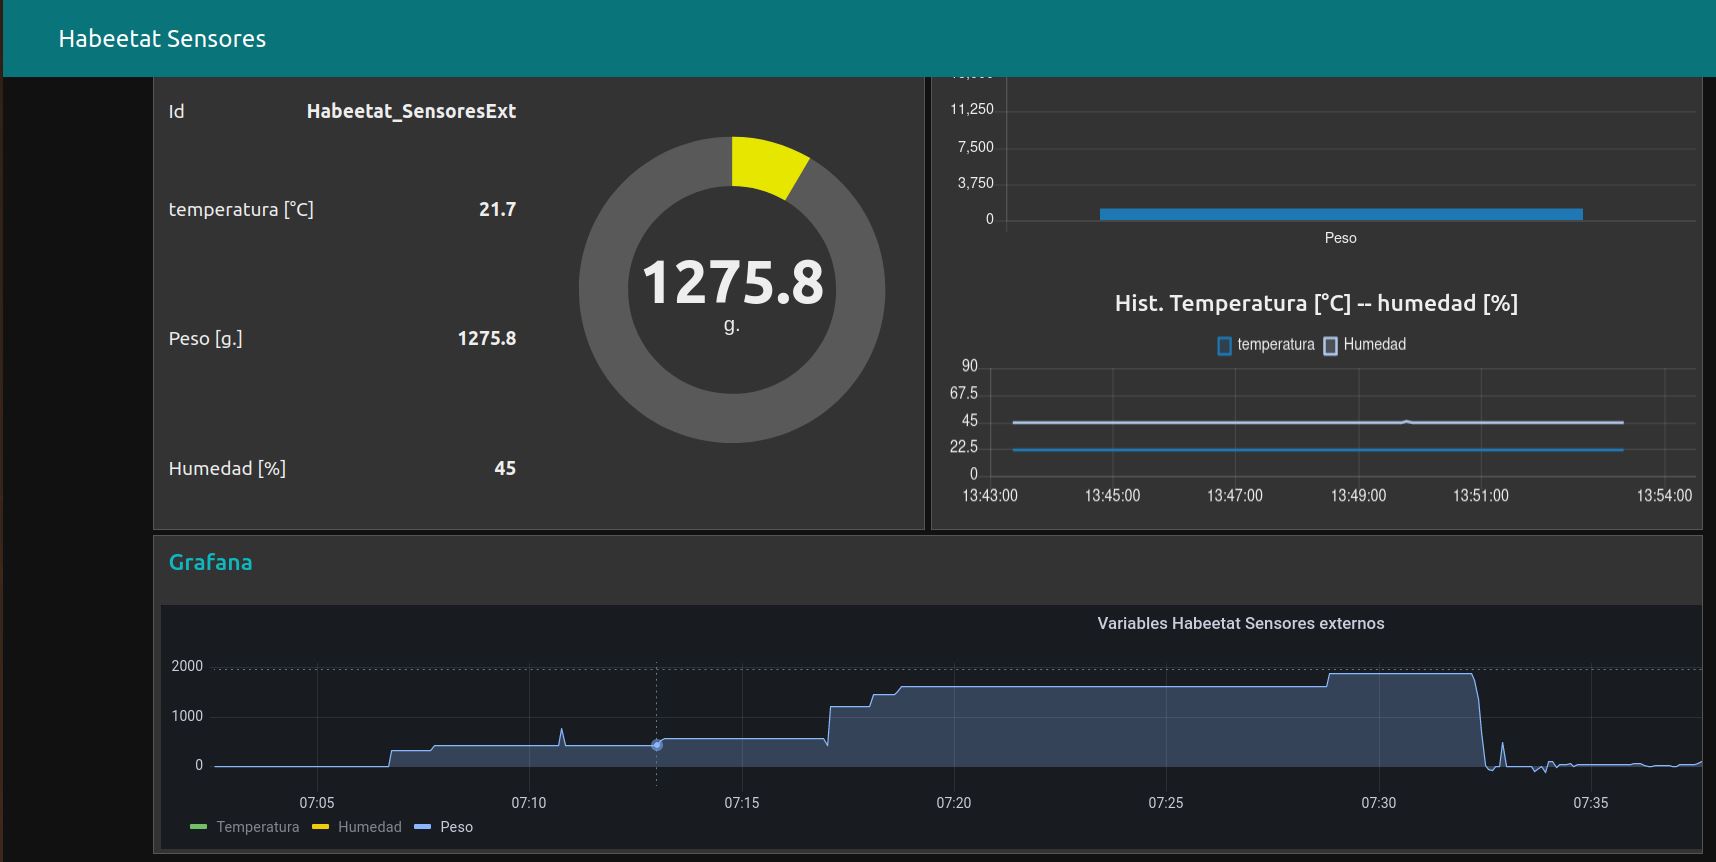 Habeetat Sensores
Id Habeetat_SensoresExt
temperatura [°C] 21.7
Peso [g.] 1275.8
Humedad [%] 45
1275.8
g.
11,250
7,500
3,750
0
Peso
Hist. Temperatura [°C] -- humedad [%]
temperatura Humedad
90
67.5
45
22.5
0
13:43:00 13:45:00 13:47:00 13:49:00 13:51:00 13:54:00
Grafana
Variables Habeetat Sensores externos
2000
1000
0
07:05 07:10 07:15 07:20 07:25 07:30 07:35
Temperatura Humedad Peso